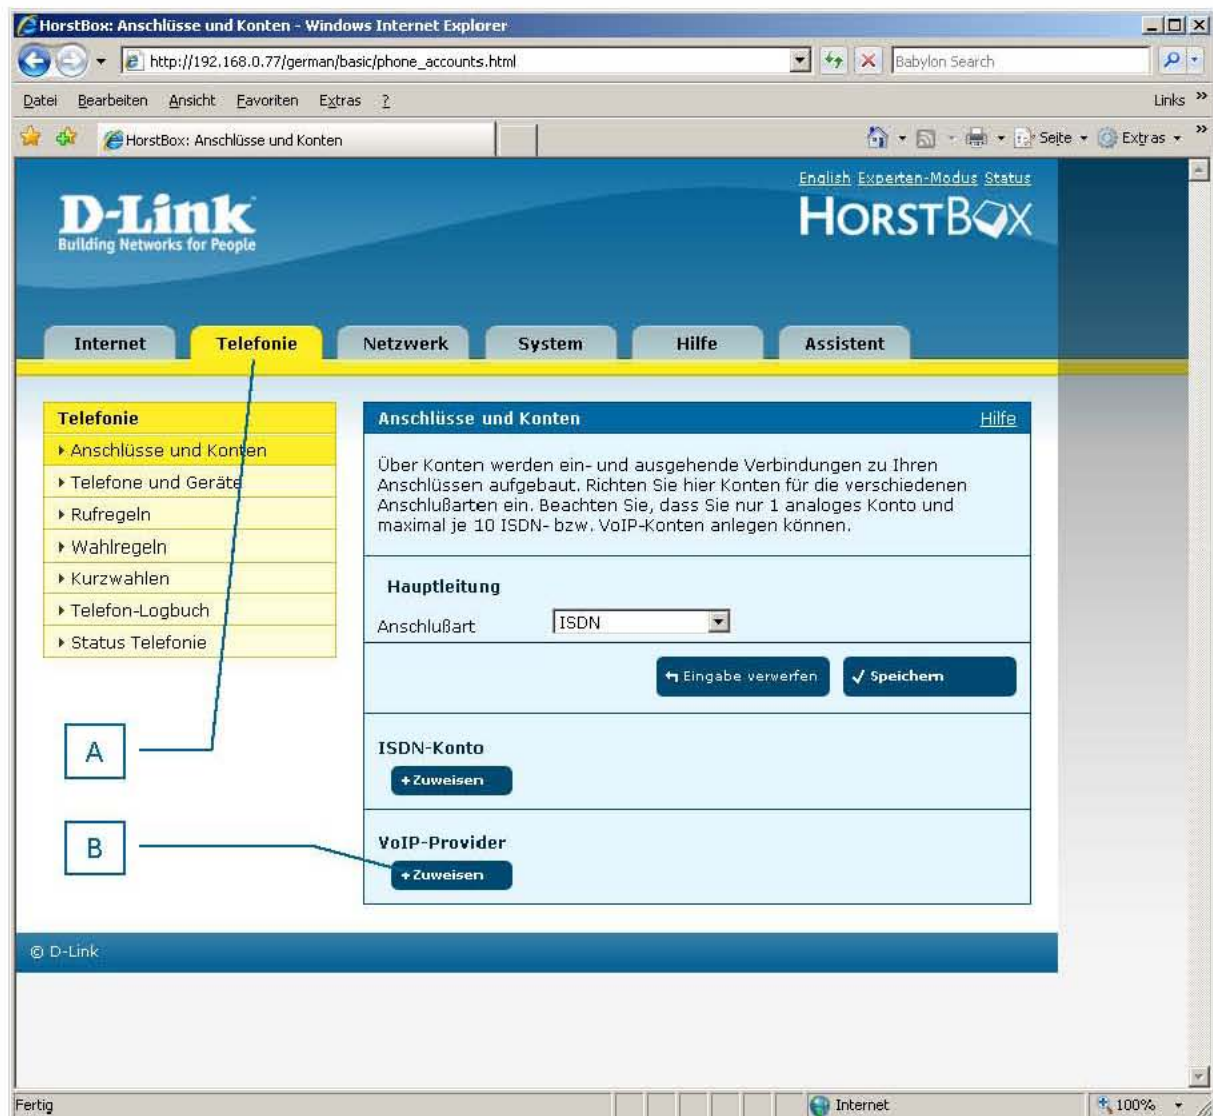 HorstBox: Anschlüsse und Konten - Windows Internet Explorer
http://192.168.0.77/german/basic/phone_accounts.html
Babylon Search
Datei Bearbeiten Ansicht Favoriten Extras ?
Links »
HorstBox: Anschlüsse und Konten
Seite Extras »
English Experten-Modus Status
D-Link
Building Networks for People
HORSTBOX
Internet Telefonie Netzwerk System Hilfe Assistent
Telefonie
Anschlüsse und Konten
Telefone und Geräte
Rufregeln
Wahlregeln
Kurzwahlen
Telefon-Logbuch
Status Telefonie
A
B
Anschlüsse und Konten
Hilfe
Über Konten werden ein- und ausgehende Verbindungen zu Ihren
Anschlüssen aufgebaut. Richten Sie hier Konten für die verschiedenen
Anschlußarten ein. Beachten Sie, dass Sie nur 1 analoges Konto und
maximal je 10 ISDN- bzw. VoIP-Konten anlegen können.
Hauptleitung
Anschlußart ISDN
Eingabe verwerfen Speichern
ISDN-Konto
+Zuweisen
VoIP-Provider
+Zuweisen
© D-Link
Fertig
Internet
100%